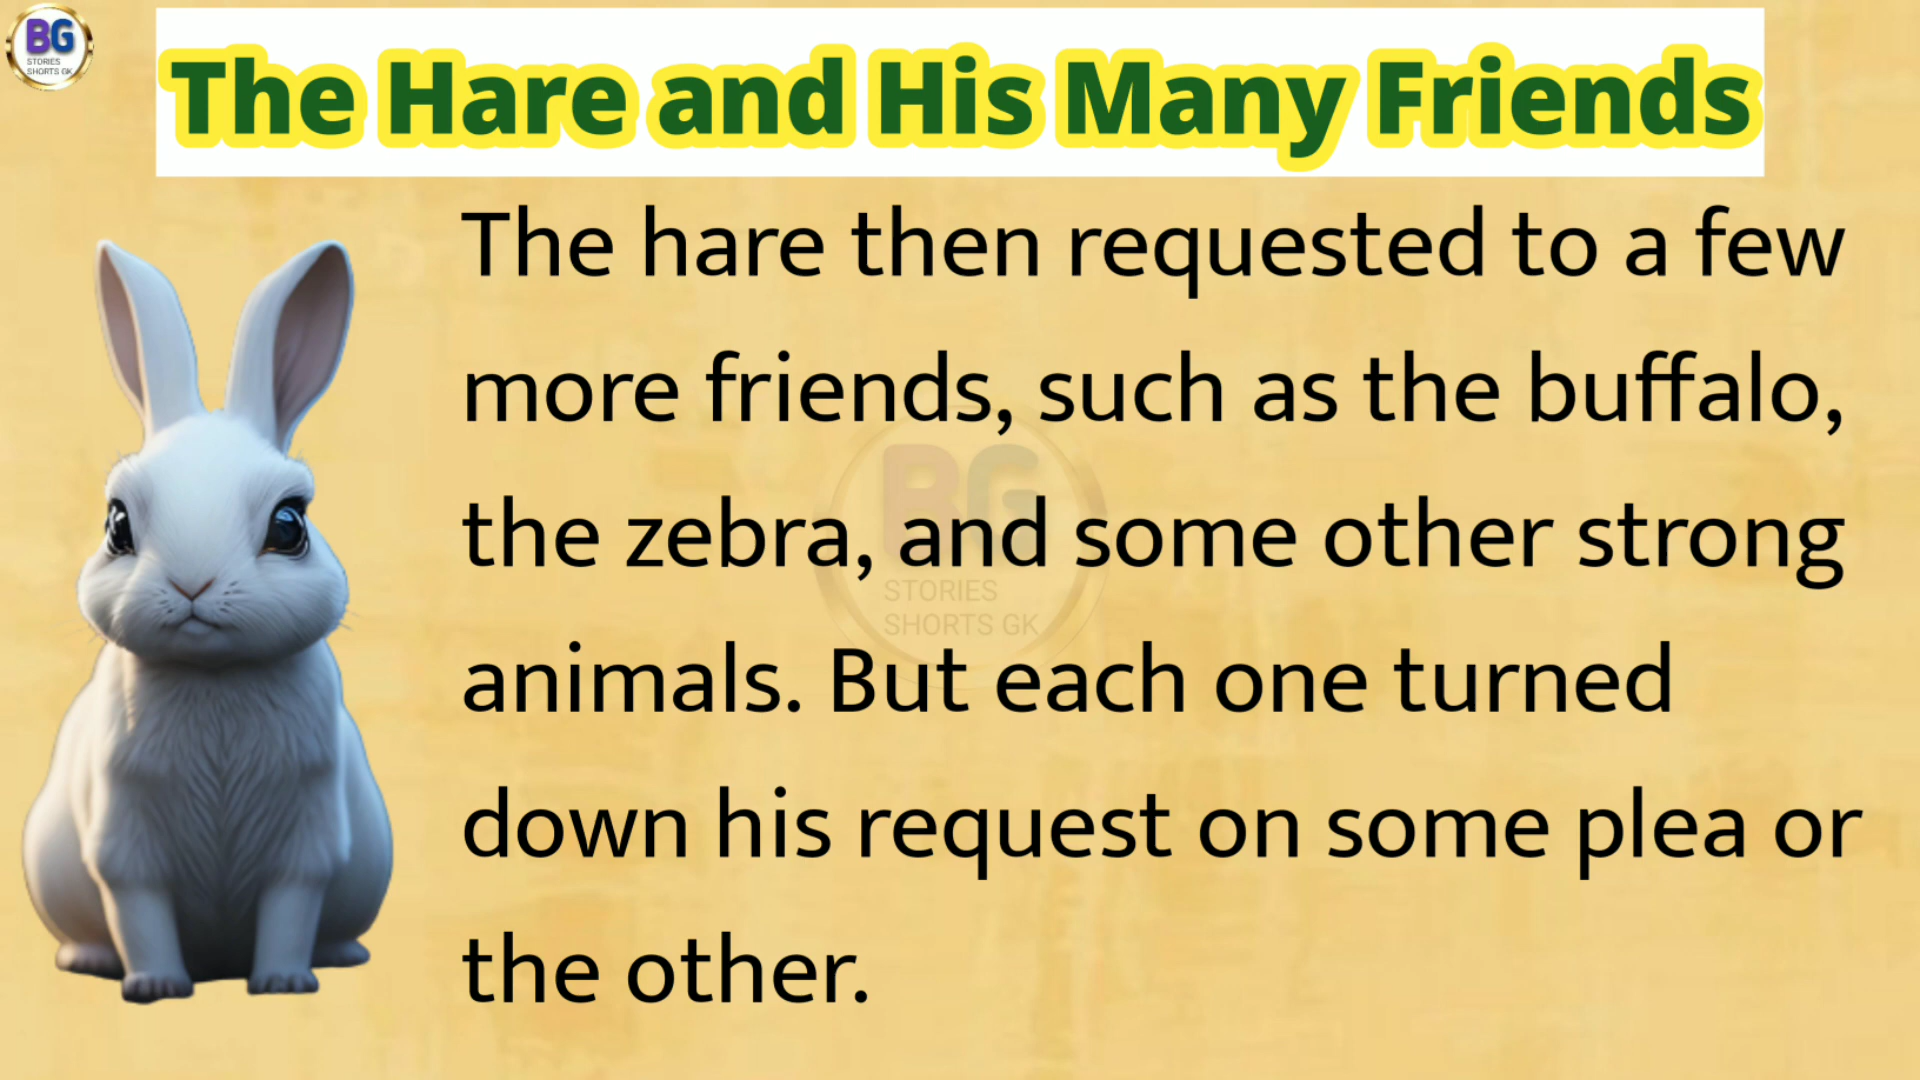 BG
STORIES
SHORTS GK
The Hare and His Many Friends
The hare then requested to a few
more friends, such as the buffalo,
the zebra, and some other strong
animals. But each one turned
down his request on some plea or
the other.
BG
STORIES
SHORTS GK